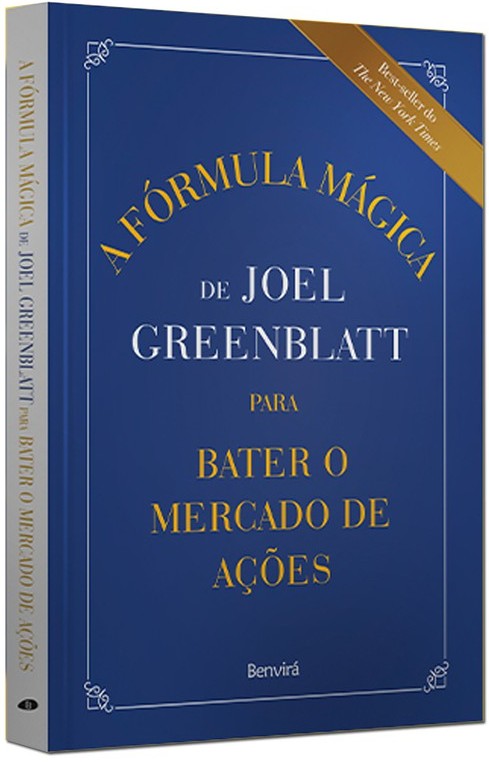 Best-seller do
The New York Times
A FÓRMULA MÁGICA
DE JOEL
GREENBLATT
PARA
BATER O
MERCADO DE
AÇÕES
Benvirá
A FÓRMULA MÁGICA DE JOEL GREENBLATT PARA BATER O MERCADO DE AÇÕES